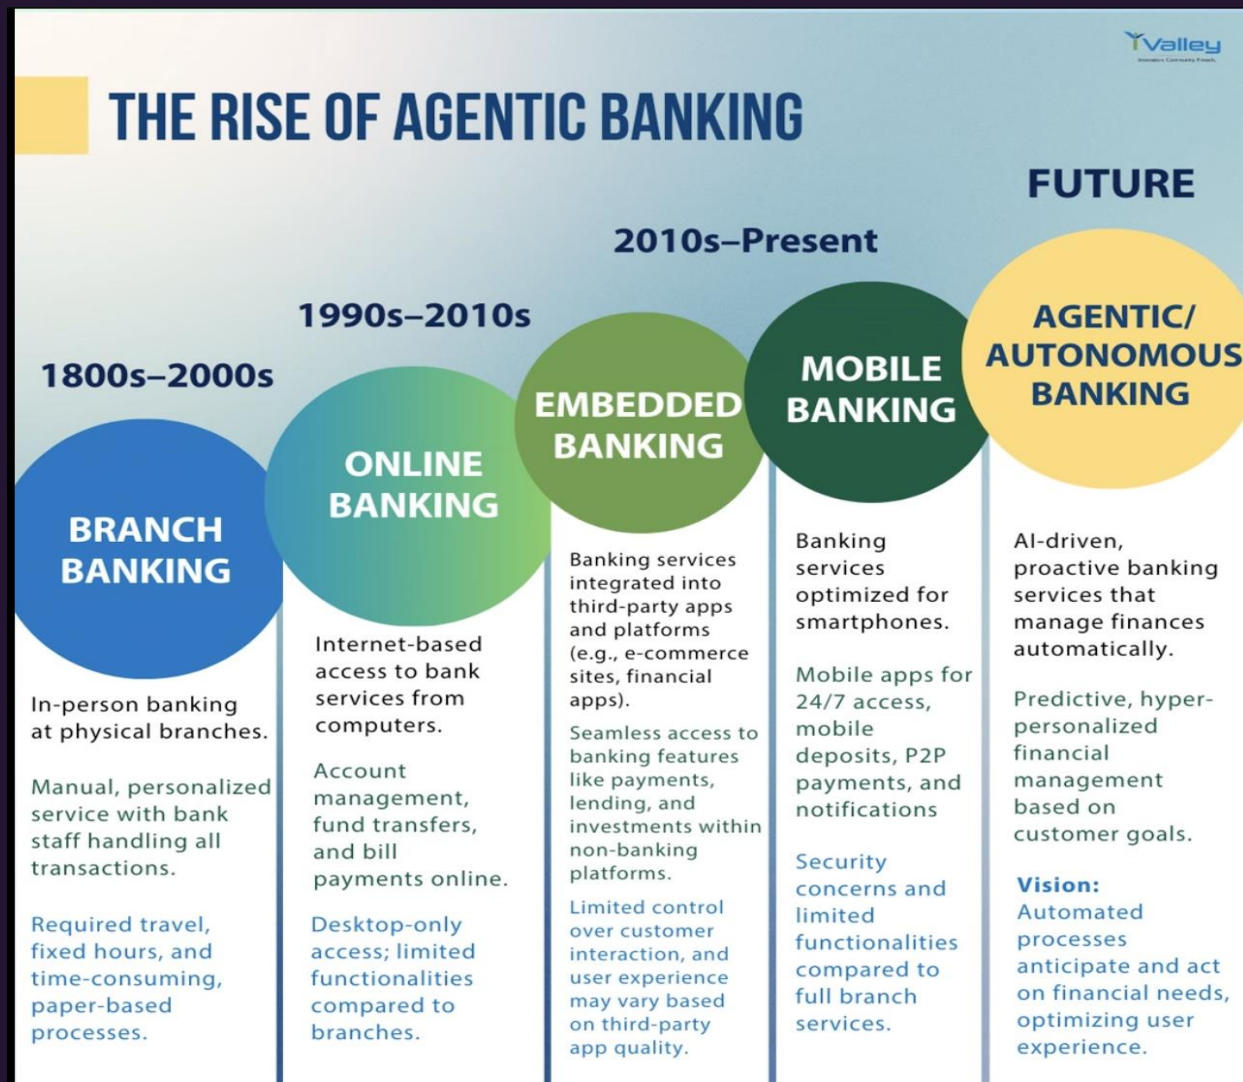 Valley
Innovators. Community. Fintech.
THE RISE OF AGENTIC BANKING
1800s–2000s
BRANCH
BANKING
In-person banking
at physical branches.
Manual, personalized
service with bank
staff handling all
transactions.
Required travel,
fixed hours, and
time-consuming,
paper-based
processes.
1990s–2010s
ONLINE
BANKING
Internet-based
access to bank
services from
computers.
Account
management,
fund transfers,
and bill
payments online.
Desktop-only
access; limited
functionalities
compared to
branches.
2010s–Present
EMBEDDED
BANKING
Banking services
integrated into
third-party apps
and platforms
(e.g., e-commerce
sites, financial
apps).
Seamless access to
banking features
like payments,
lending, and
investments within
non-banking
platforms.
Limited control
over customer
interaction, and
user experience
may vary based
on third-party
app quality.
MOBILE
BANKING
Banking
services
optimized for
smartphones.
Mobile apps for
24/7 access,
mobile
deposits, P2P
payments, and
notifications
Security
concerns and
limited
functionalities
compared to
full branch
services.
FUTURE
AGENTIC/
AUTONOMOUS
BANKING
AI-driven,
proactive banking
services that
manage finances
automatically.
Predictive, hyper-
personalized
financial
management
based on
customer goals.
Vision:
Automated
processes
anticipate and act
on financial needs,
optimizing user
experience.